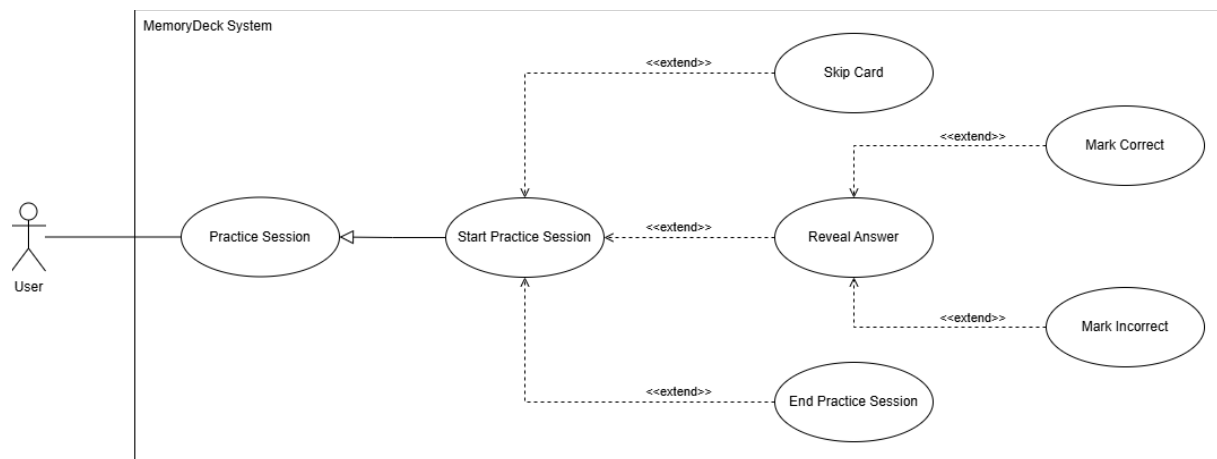 MemoryDeck System
<<extend>>
Skip Card
<<extend>>
Mark Correct
User
Practice Session
Start Practice Session
<<extend>>
Reveal Answer
<<extend>>
Mark Incorrect
<<extend>>
End Practice Session